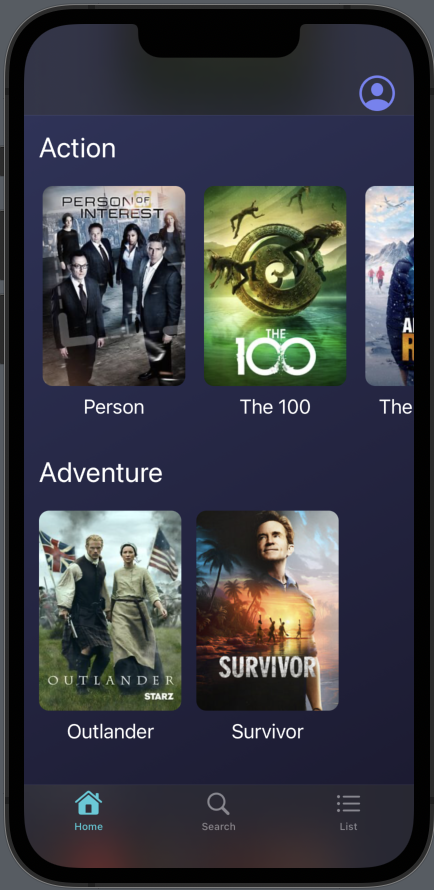 Action
PERSON OF
INTEREST
THE
100
Person
The 100
The
Adventure
OUTLANDER
STARZ
SURVIVOR
Outlander
Survivor
Home
Search
List